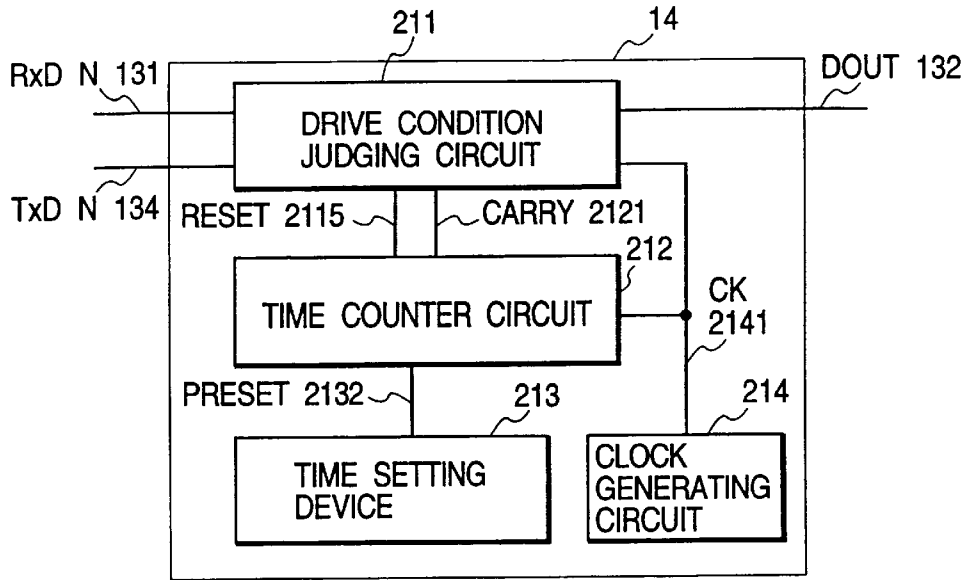 211
14
RxD N 131
DOUT 132
DRIVE CONDITION
JUDGING CIRCUIT
TxD N 134
RESET 2115
CARRY 2121
212
TIME COUNTER CIRCUIT
CK
2141
PRESET 2132
213
214
TIME SETTING
DEVICE
CLOCK
GENERATING
CIRCUIT